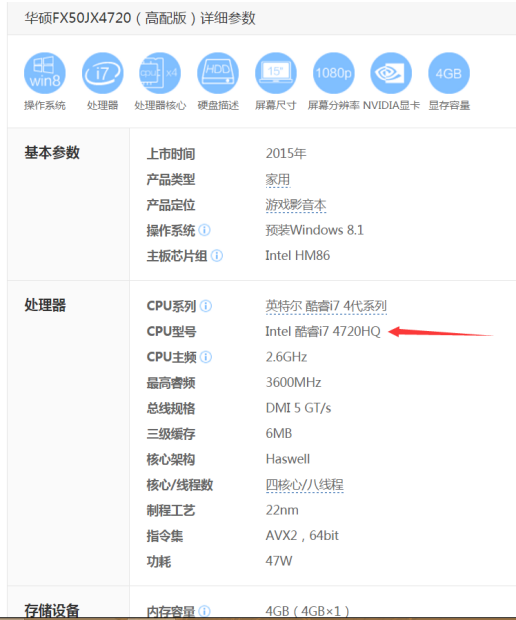 华硕FX50JX4720（高配版）详细参数
win8 i7 cpu x4 HDD 15" 1080p 4GB
操作系统 处理器 处理器核心 硬盘描述 屏幕尺寸 屏幕分辨率 NVIDIA显卡 显存容量
基本参数 上市时间 2015年
产品类型 家用
产品定位 游戏影音本
操作系统 预装Windows 8.1
主板芯片组 Intel HM86
处理器 CPU系列 英特尔 酷睿i7 4代系列
CPU型号 Intel 酷睿i7 4720HQ
CPU主频 2.6GHz
最高睿频 3600MHz
总线规格 DMI 5 GT/s
三级缓存 6MB
核心架构 Haswell
核心/线程数 四核心/八线程
制程工艺 22nm
指令集 AVX2，64bit
功耗 47W
存储设备 内存容量 4GB（4GB×1）